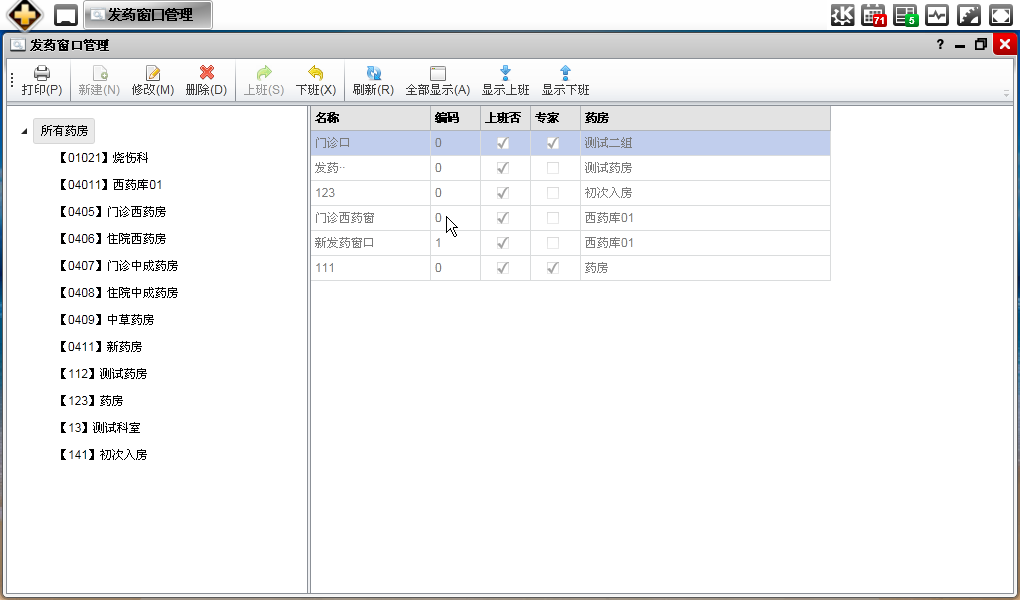 发药窗口管理
71
5
发药窗口管理
打印(P) 新建(N) 修改(M) 删除(D) 上班(S) 下班(X) 刷新(R) 全部显示(A) 显示上班 显示下班
所有药房
【01021】烧伤科
【04011】西药库01
【0405】门诊西药房
【0406】住院西药房
【0407】门诊中成药房
【0408】住院中成药房
【0409】中草药房
【0411】新药房
【112】测试药房
【123】药房
【13】测试科室
【141】初次入房
名称 编码 上班否 专家 药房
门诊口 0 测试二组
发药·· 0 测试药房
123 0 初次入房
门诊西药窗 0 西药库01
新发药窗口 1 西药库01
111 0 药房